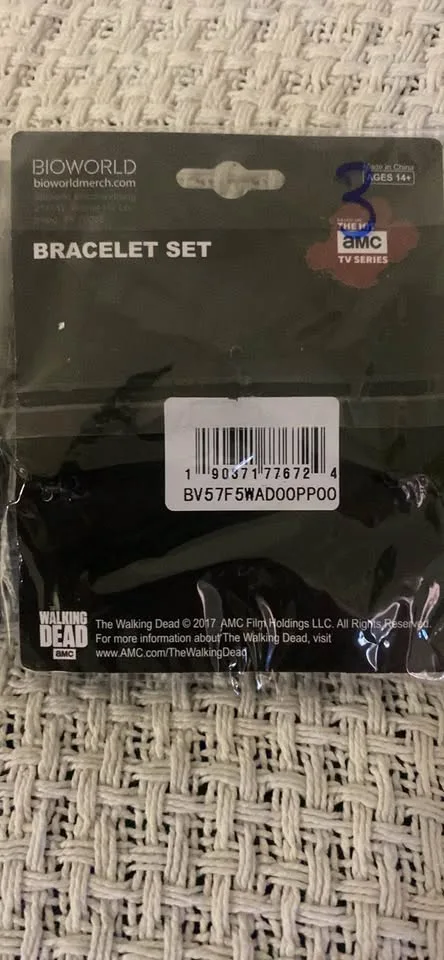 BIOWORLD
bioworldmerch.com
BRACELET SET
Made in China
AGES 14+
3
THE HIT
aMC
TV SERIES
1 90371 77672 4
BV57F5WAD00PP00
THE
WALKING
DEAD
aMC
The Walking Dead © 2017 AMC Film Holdings LLC. All Rights Reserved.
For more information about The Walking Dead, visit
www.AMC.com/TheWalkingDead